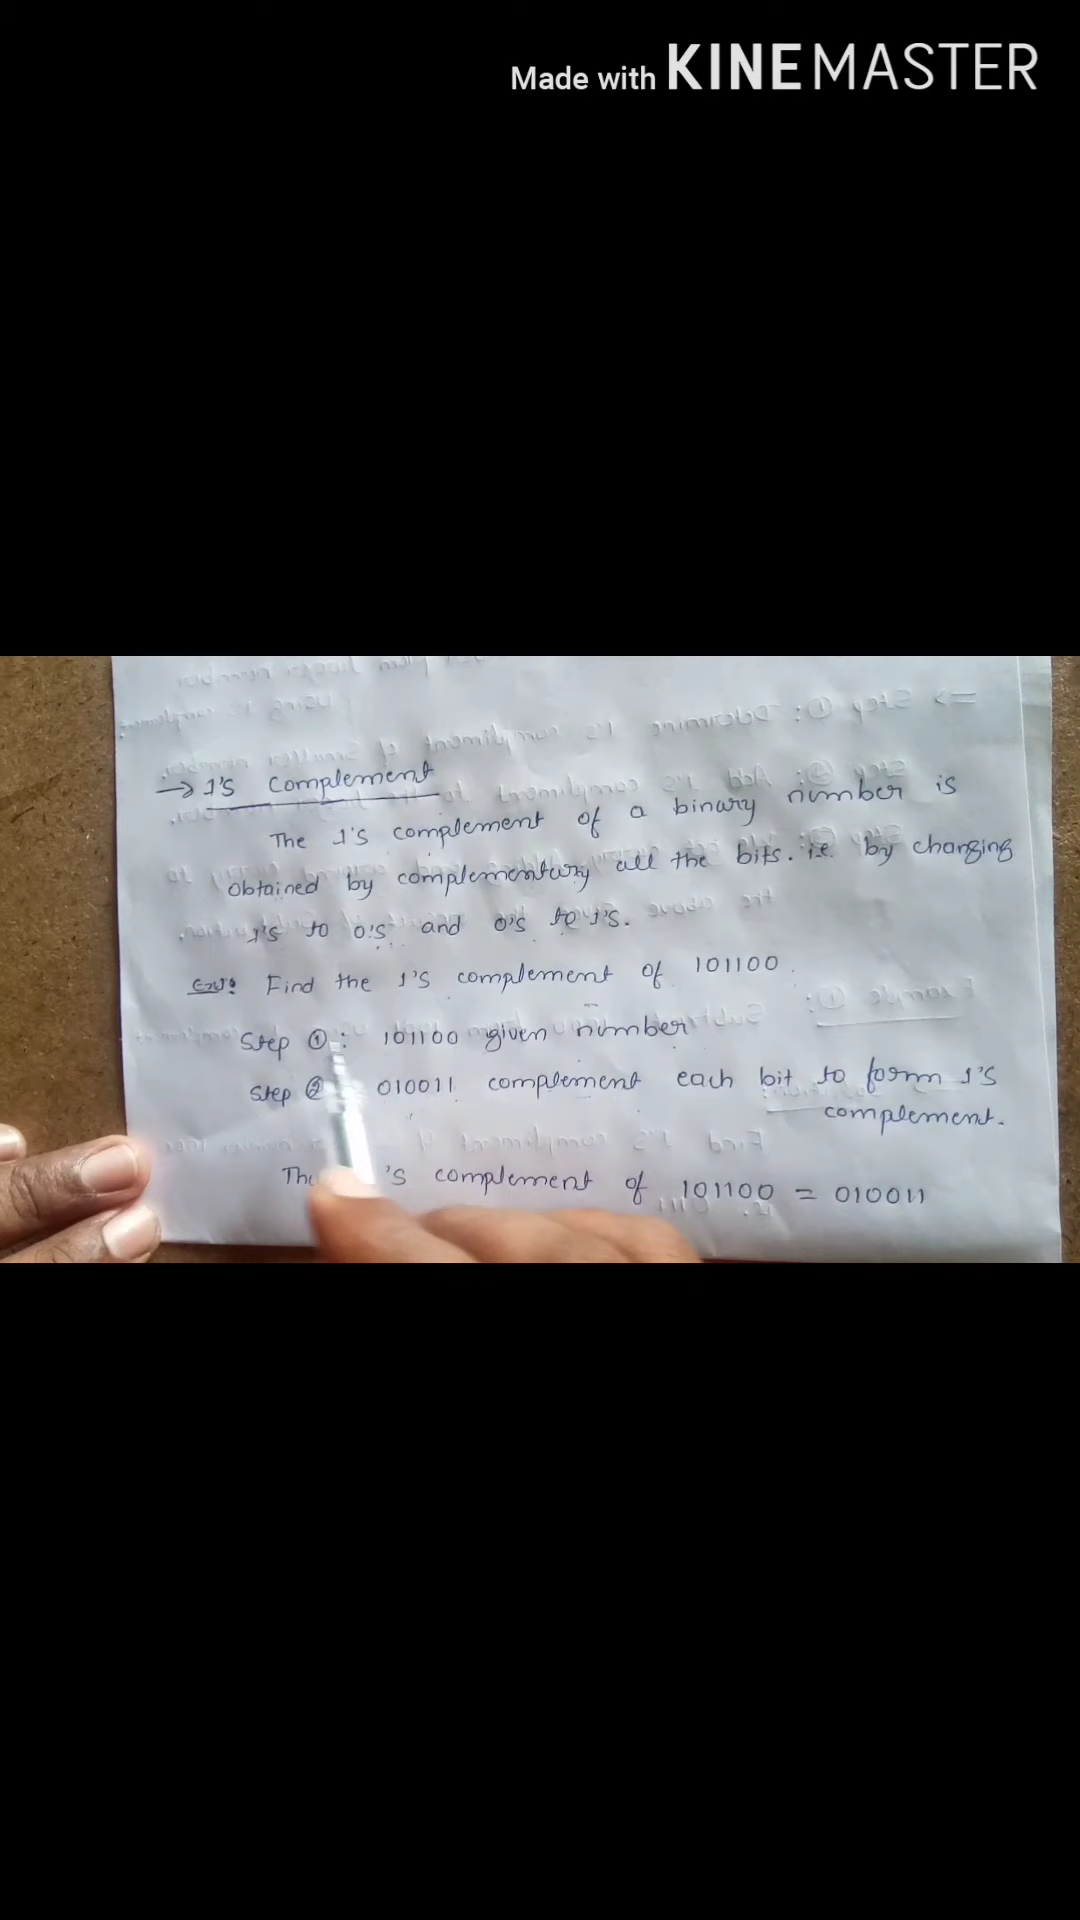 Made with KINEMASTER
→ 1's Complement
The 1's complement of a binary number is
obtained by complementary all the bits. i.e. by changing
1's to 0's and 0's to 1's.
Ex: Find the 1's complement of 101100.
Step ①: 101100 given number
Step ② 010011 complement each bit to form 1's
complement.
's complement of 101100 = 010011